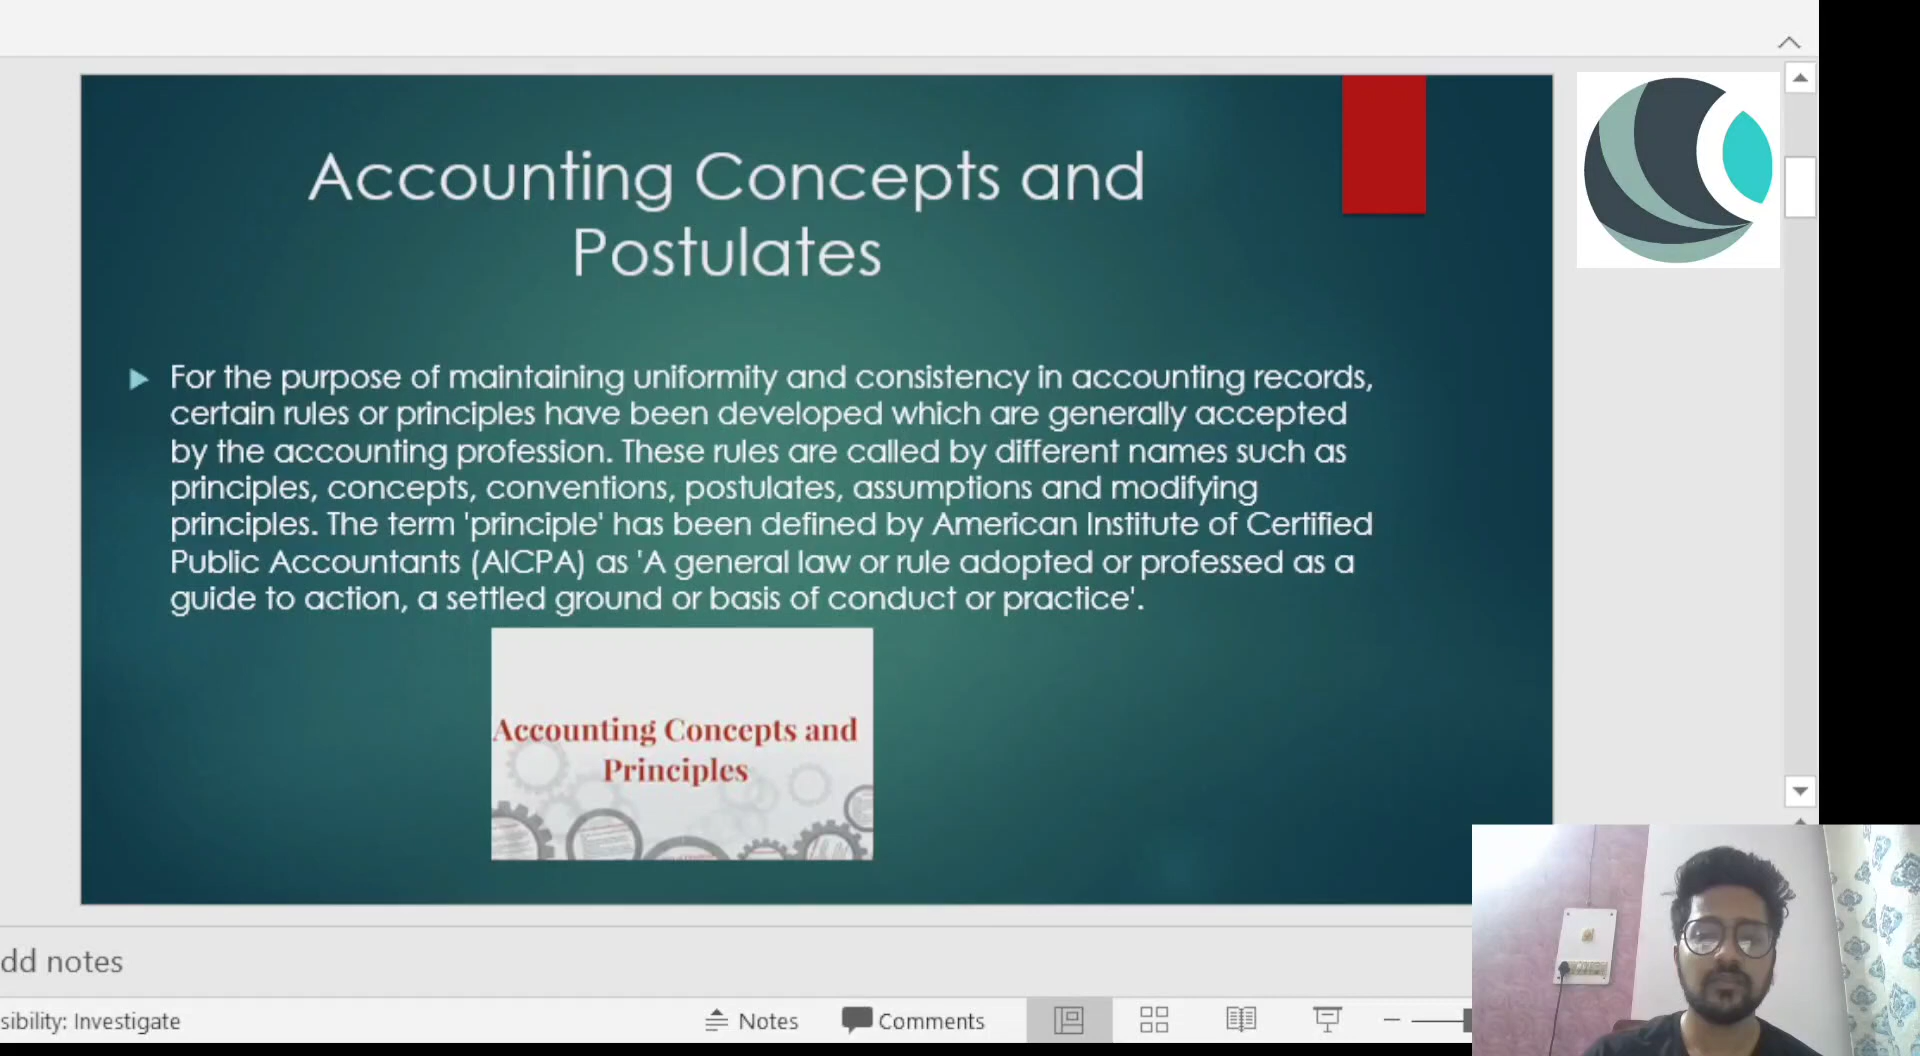 Accounting Concepts and
Postulates
For the purpose of maintaining uniformity and consistency in accounting records,
certain rules or principles have been developed which are generally accepted
by the accounting profession. These rules are called by different names such as
principles, concepts, conventions, postulates, assumptions and modifying
principles. The term 'principle' has been defined by American Institute of Certified
Public Accountants (AICPA) as 'A general law or rule adopted or professed as a
guide to action, a settled ground or basis of conduct or practice'.
Accounting Concepts and
Principles
dd notes
sibility: Investigate
Notes
Comments